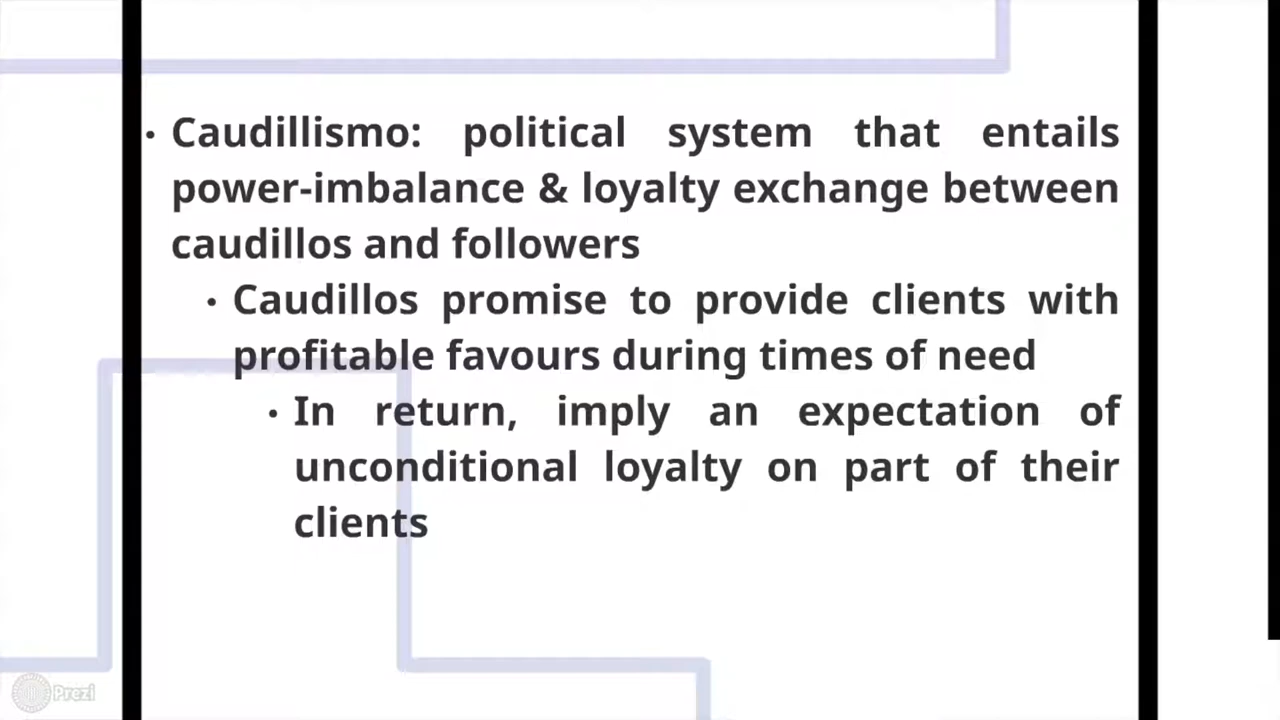 • Caudillismo: political system that entails
power-imbalance & loyalty exchange between
caudillos and followers
• Caudillos promise to provide clients with
profitable favours during times of need
• In return, imply an expectation of
unconditional loyalty on part of their
clients
Prezi